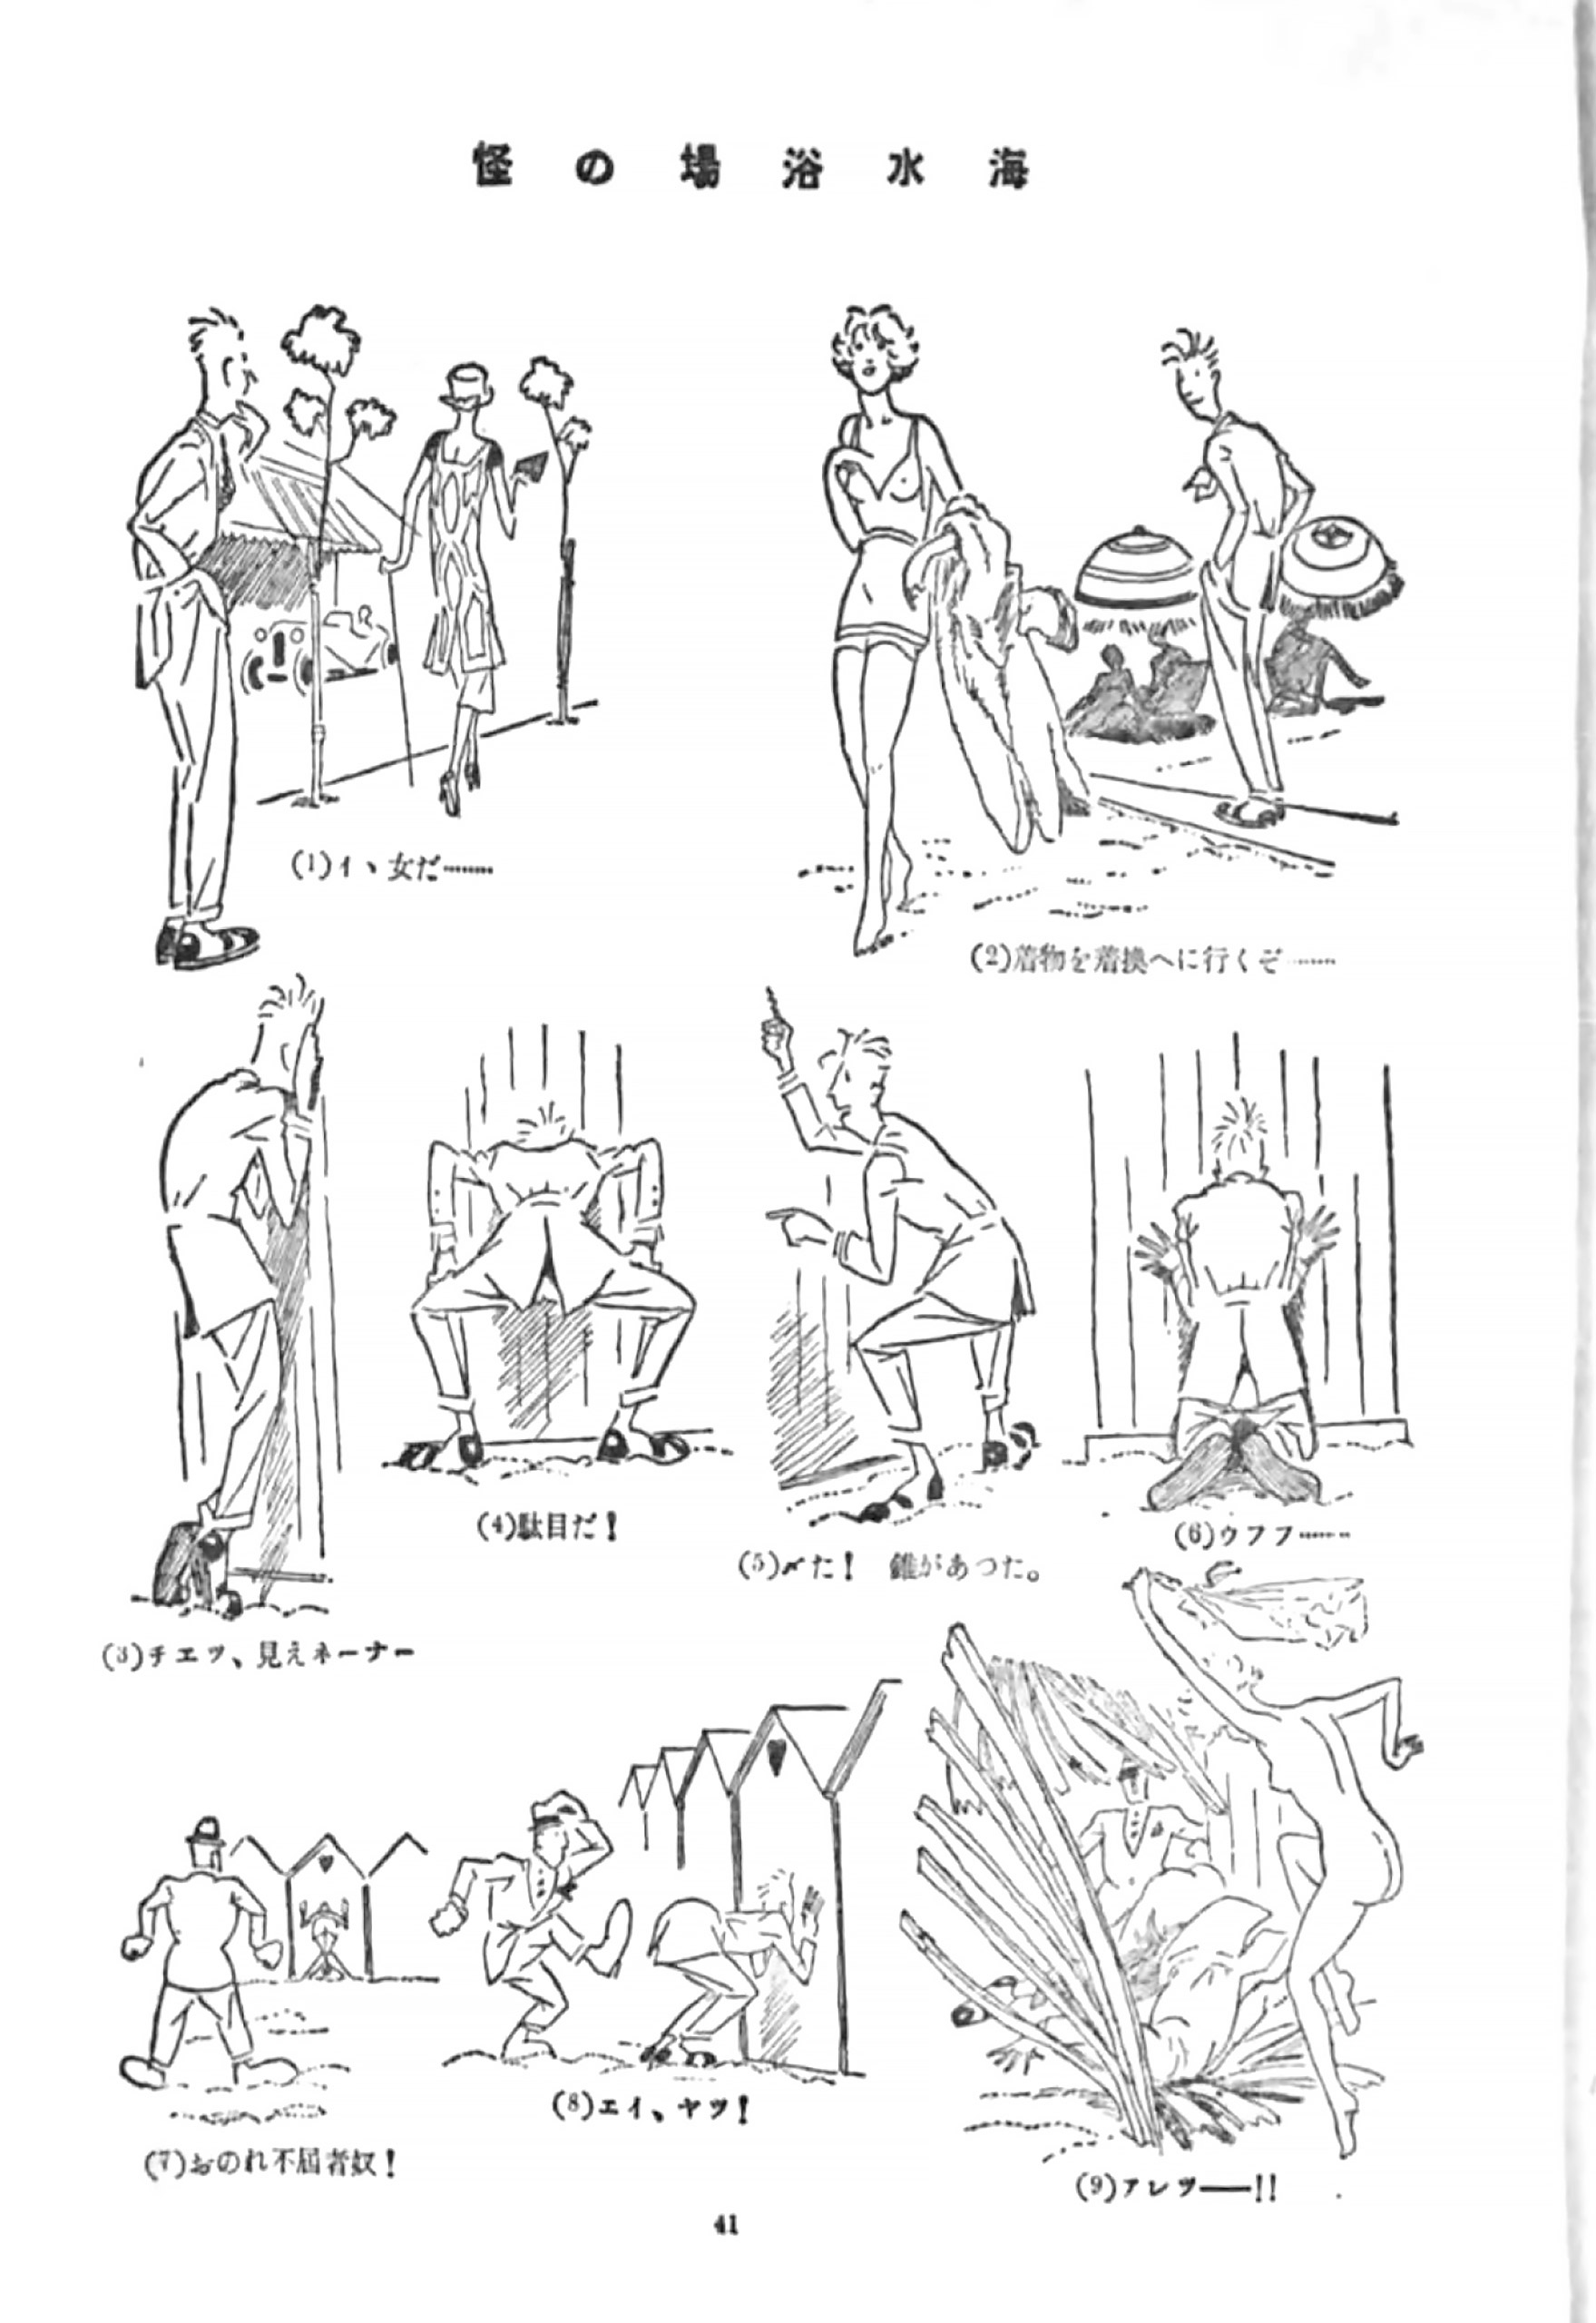 海水浴場の怪
(1)イヽ女だ………
(2)着物を着換へに行くぞ………
(3)チエツ、見えネーナー
(4)駄目だ!
(5)〆た! 錐があつた。
(6)ウフフ………
(7)おのれ不屆者奴!
(8)エイ、ヤツ!
(9)アレツ——!!
41